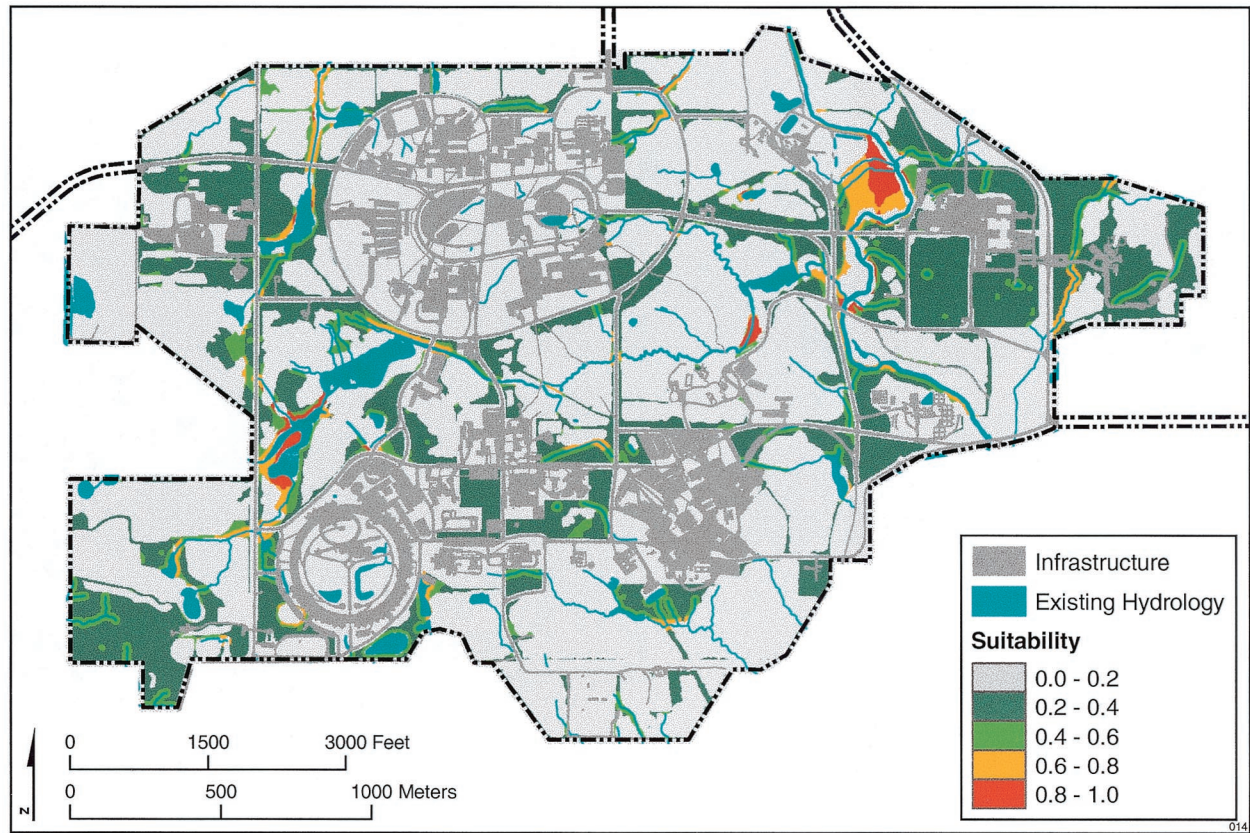 Infrastructure
Existing Hydrology
Suitability
0.0 - 0.2
0.2 - 0.4
0.4 - 0.6
0.6 - 0.8
0.8 - 1.0
0 1500 3000 Feet
0 500 1000 Meters
N
014